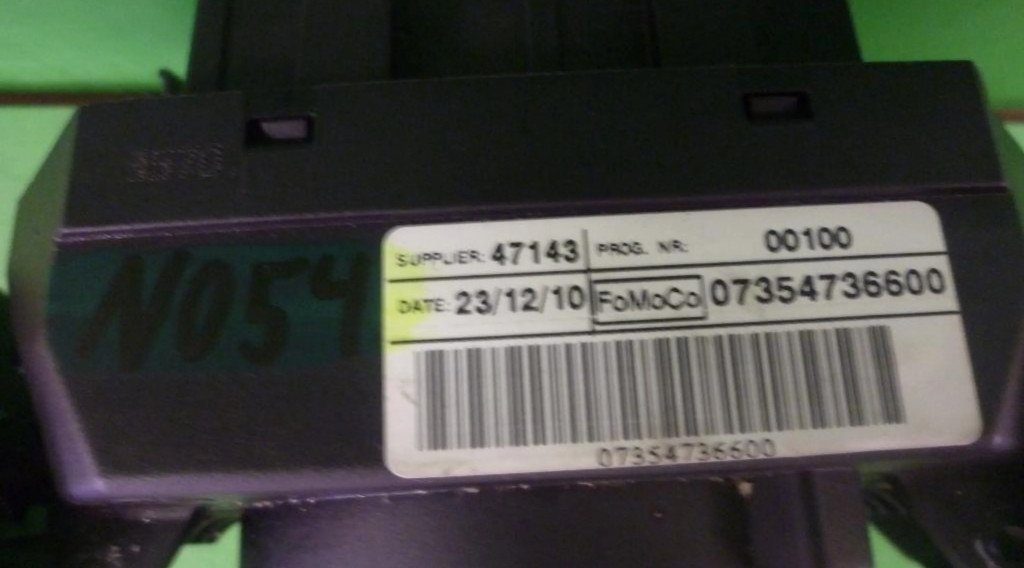 N054
SUPPLIER: 47143 PROG. NR: 00100
DATE: 23/12/10 FoMoCo 07354736600
07354736600